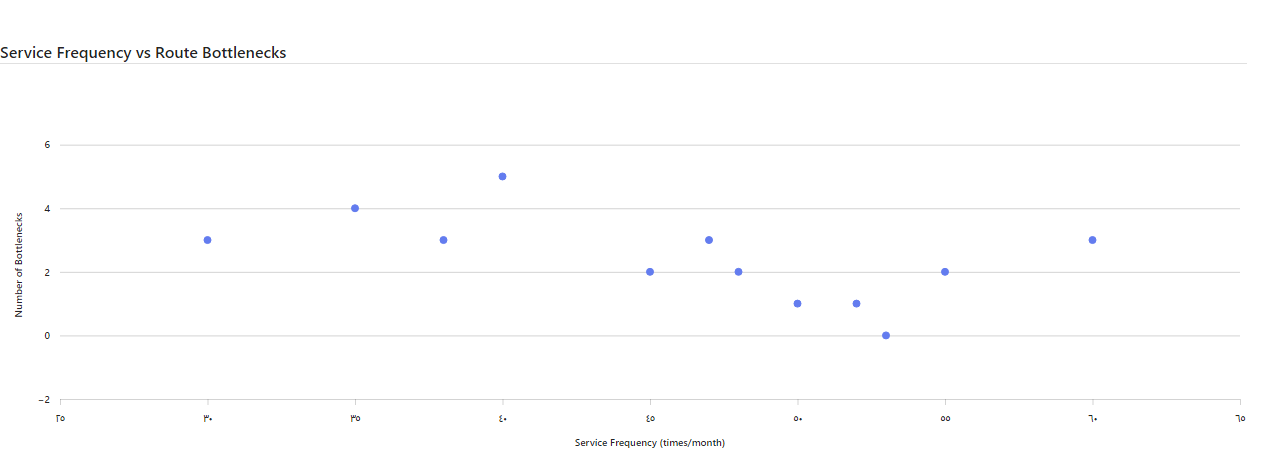 Service Frequency vs Route Bottlenecks
6
4
2
0
−2
Number of Bottlenecks
٢٥ ٣٠ ٣٥ ٤٠ ٤٥ ٥٠ ٥٥ ٦٠ ٦٥
Service Frequency (times/month)